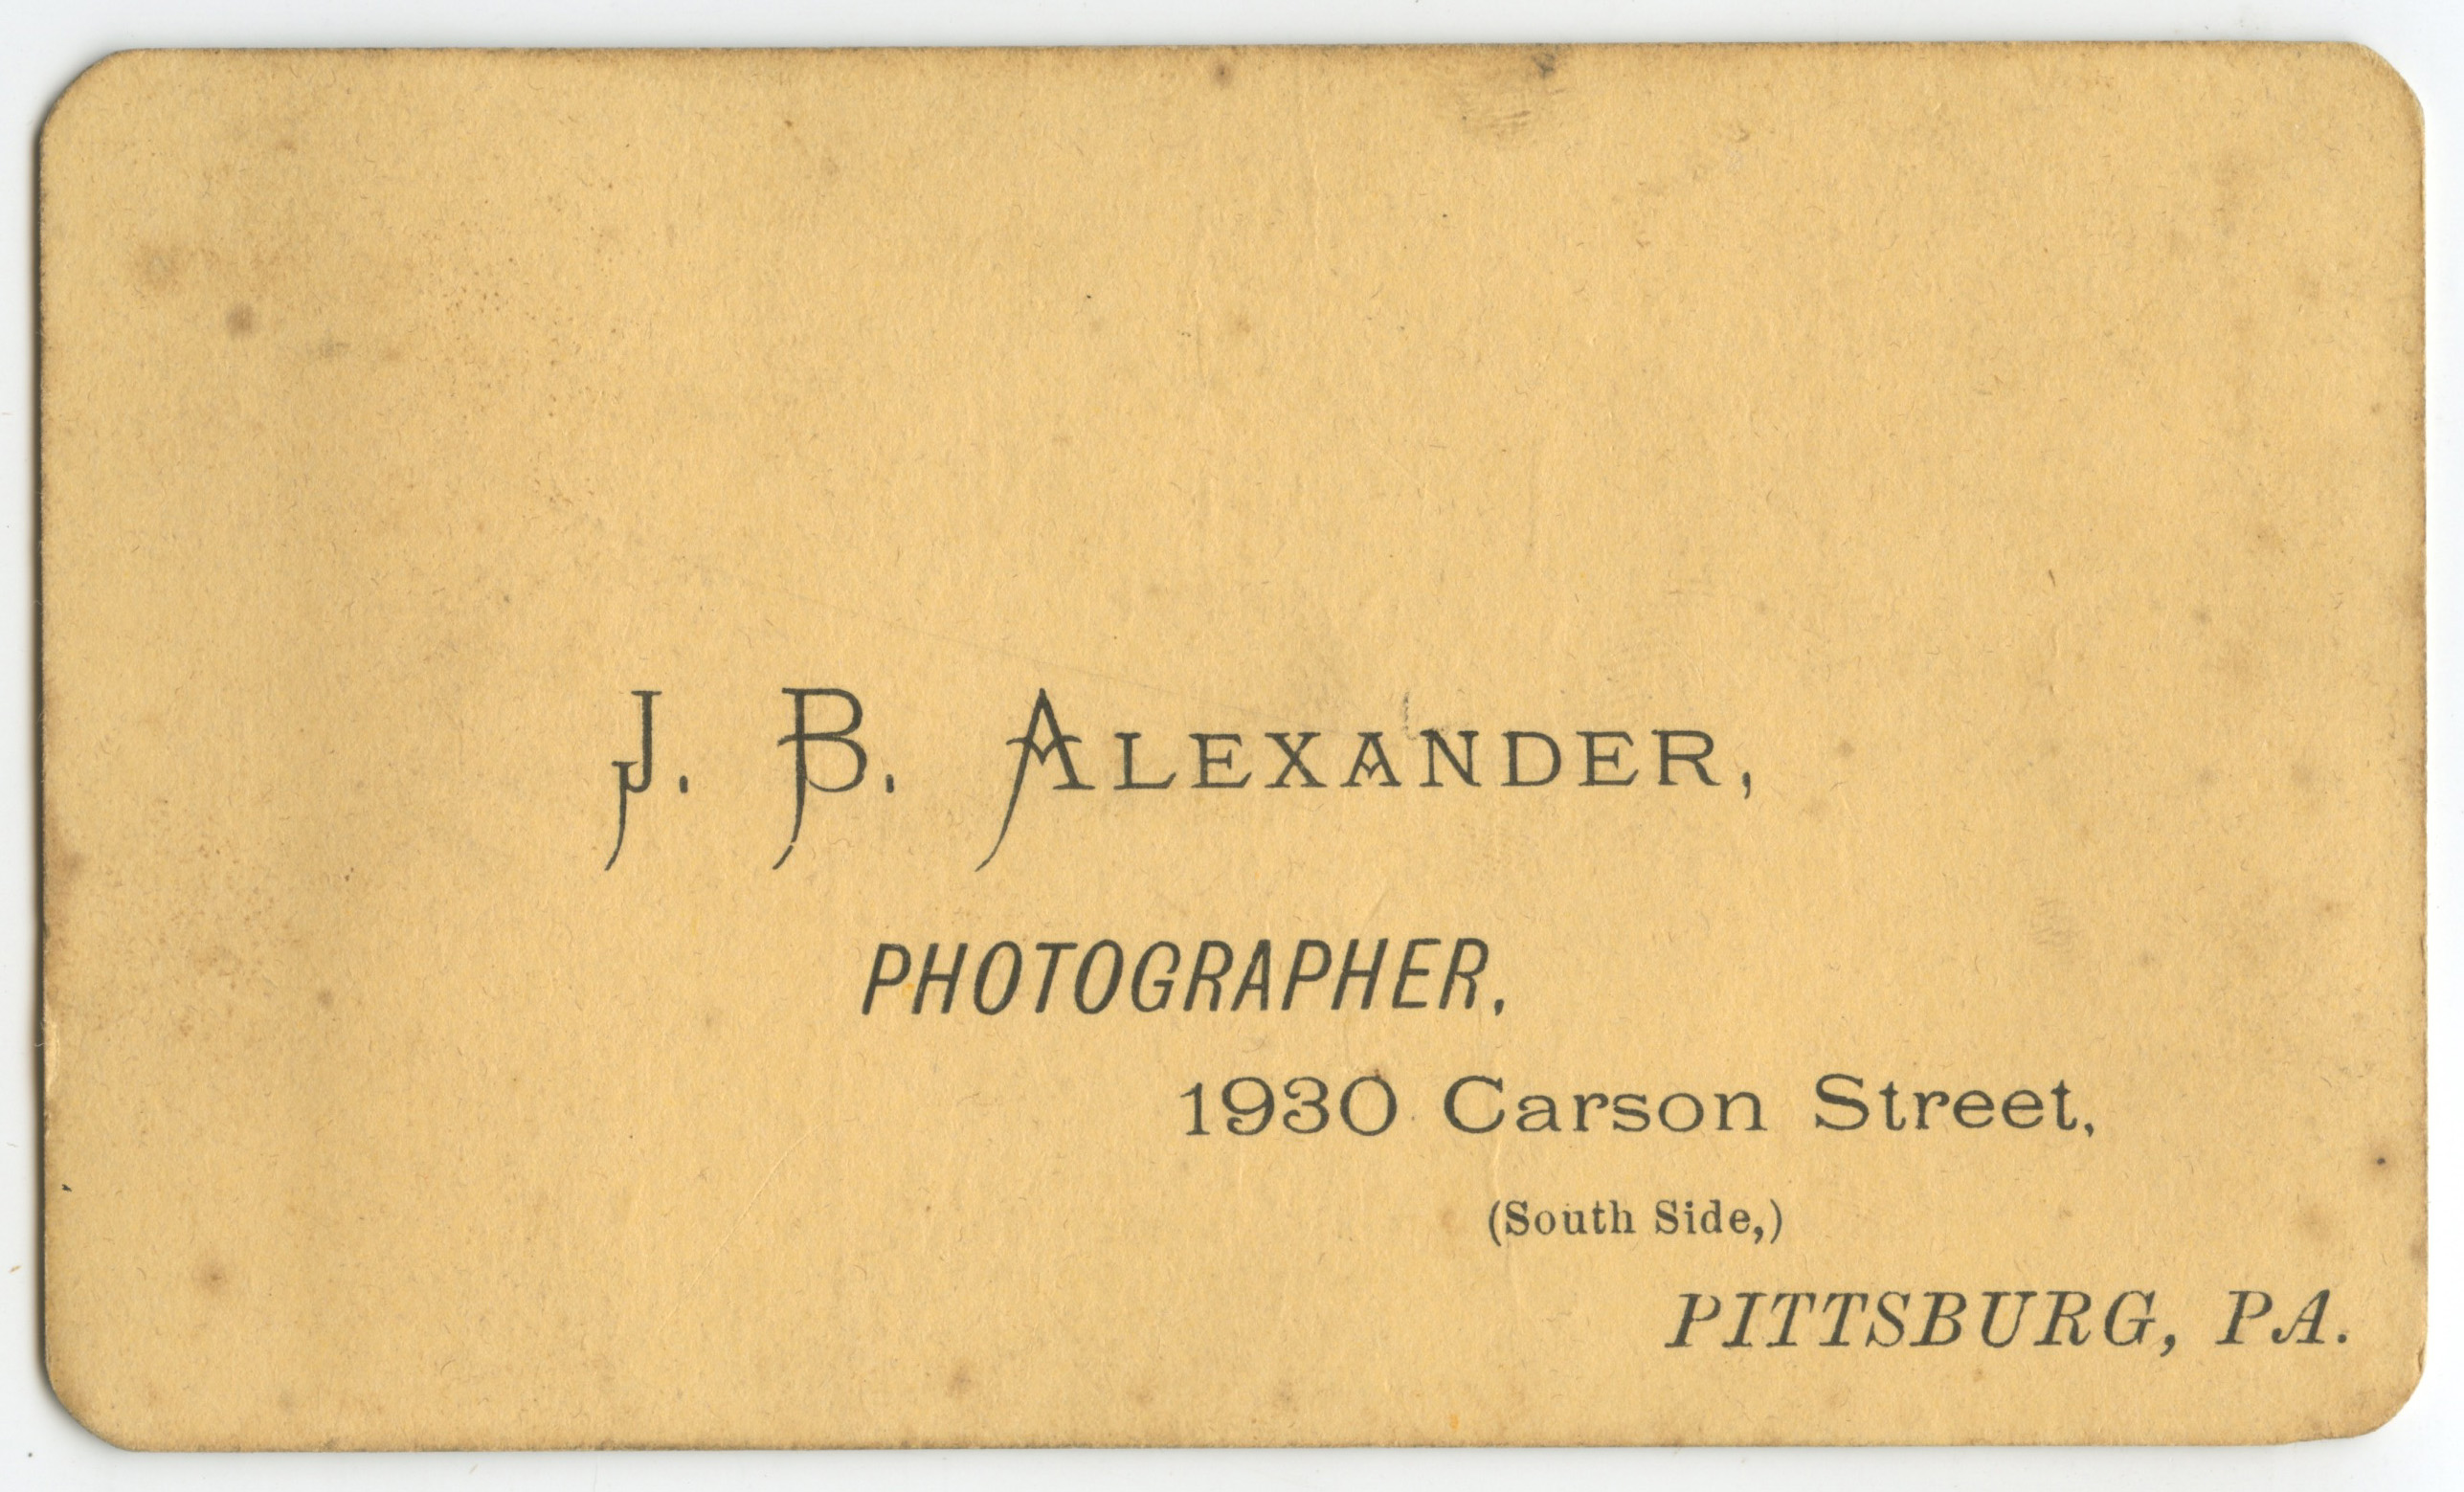 J. B. ALEXANDER,
PHOTOGRAPHER,
1930 Carson Street,
(South Side,)
PITTSBURG, PA.